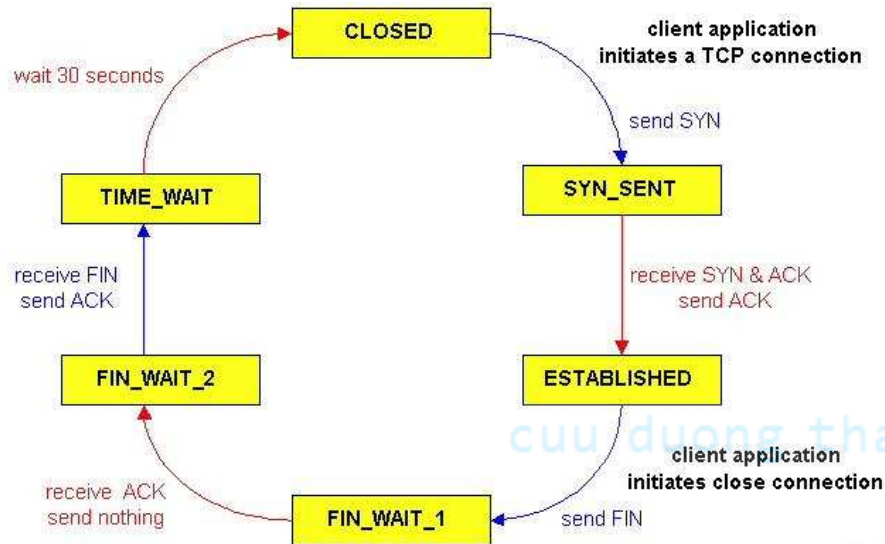 CLOSED
client application
initiates a TCP connection
wait 30 seconds
send SYN
TIME_WAIT
SYN_SENT
receive FIN
send ACK
receive SYN & ACK
send ACK
FIN_WAIT_2
ESTABLISHED
cuu duong tha
client application
initiates close connection
receive ACK
send nothing
FIN_WAIT_1
send FIN